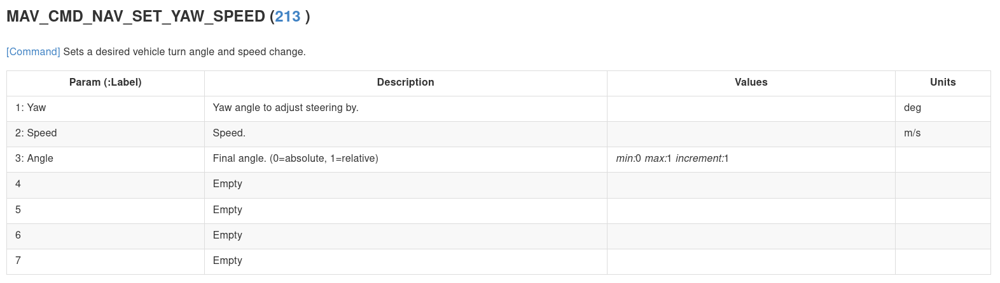 MAV_CMD_NAV_SET_YAW_SPEED (213 )
[Command] Sets a desired vehicle turn angle and speed change.
Param (:Label) Description Values Units
1: Yaw Yaw angle to adjust steering by. deg
2: Speed Speed. m/s
3: Angle Final angle. (0=absolute, 1=relative) min:0 max:1 increment:1
4 Empty
5 Empty
6 Empty
7 Empty